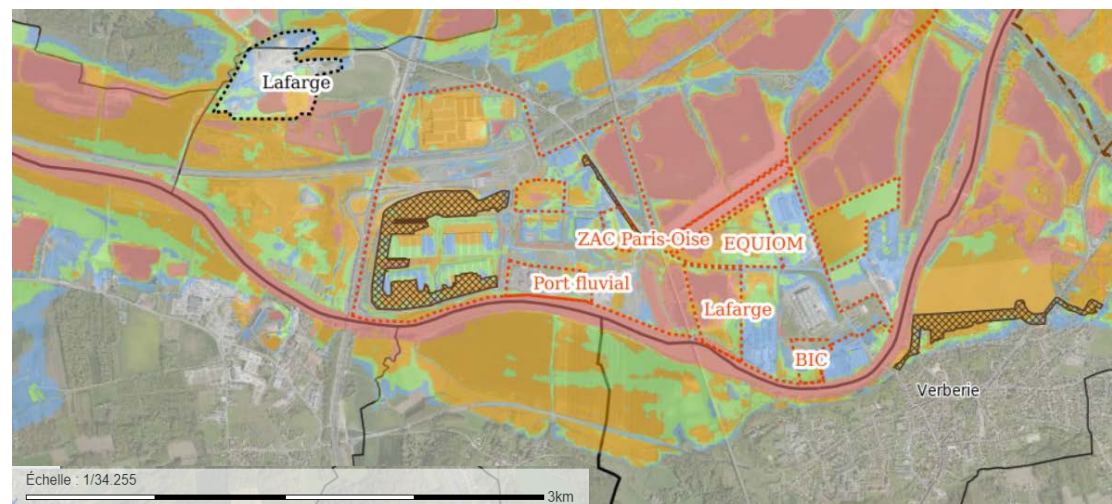 Lafarge
ZAC Paris-Oise
EQUIOM
Port fluvial
Lafarge
BIC
Verberie
Échelle : 1/34.255
3km